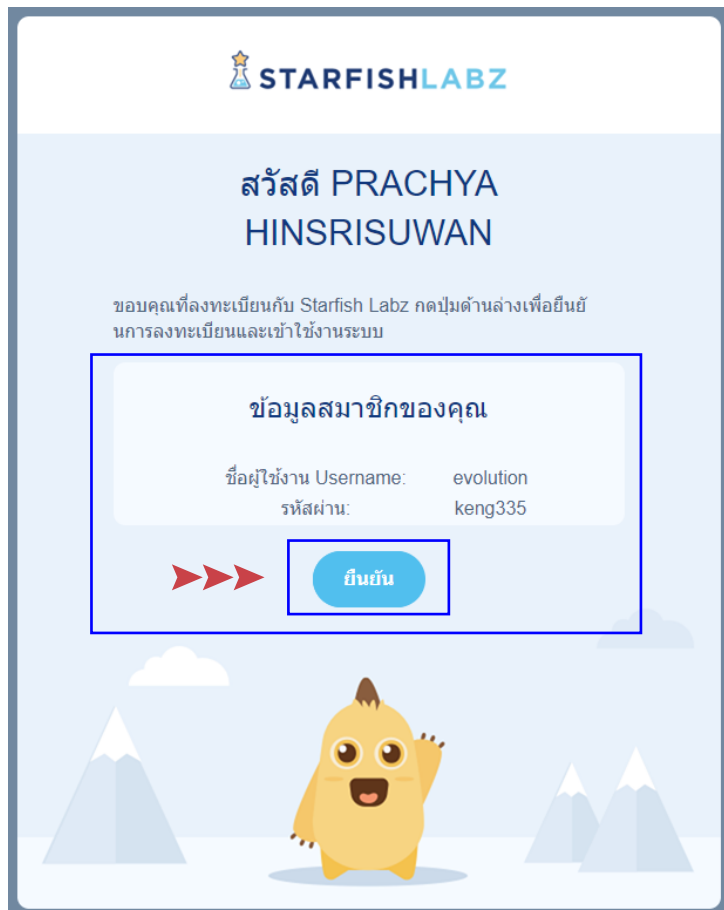 STARFISHLABZ
สวัสดี PRACHYA
HINSRISUWAN
ขอบคุณที่ลงทะเบียนกับ Starfish Labz กดปุ่มด้านล่างเพื่อยืนยั
นการลงทะเบียนและเข้าใช้งานระบบ
ข้อมูลสมาชิกของคุณ
ชื่อผู้ใช้งาน Username: evolution
รหัสผ่าน: keng335
ยืนยัน